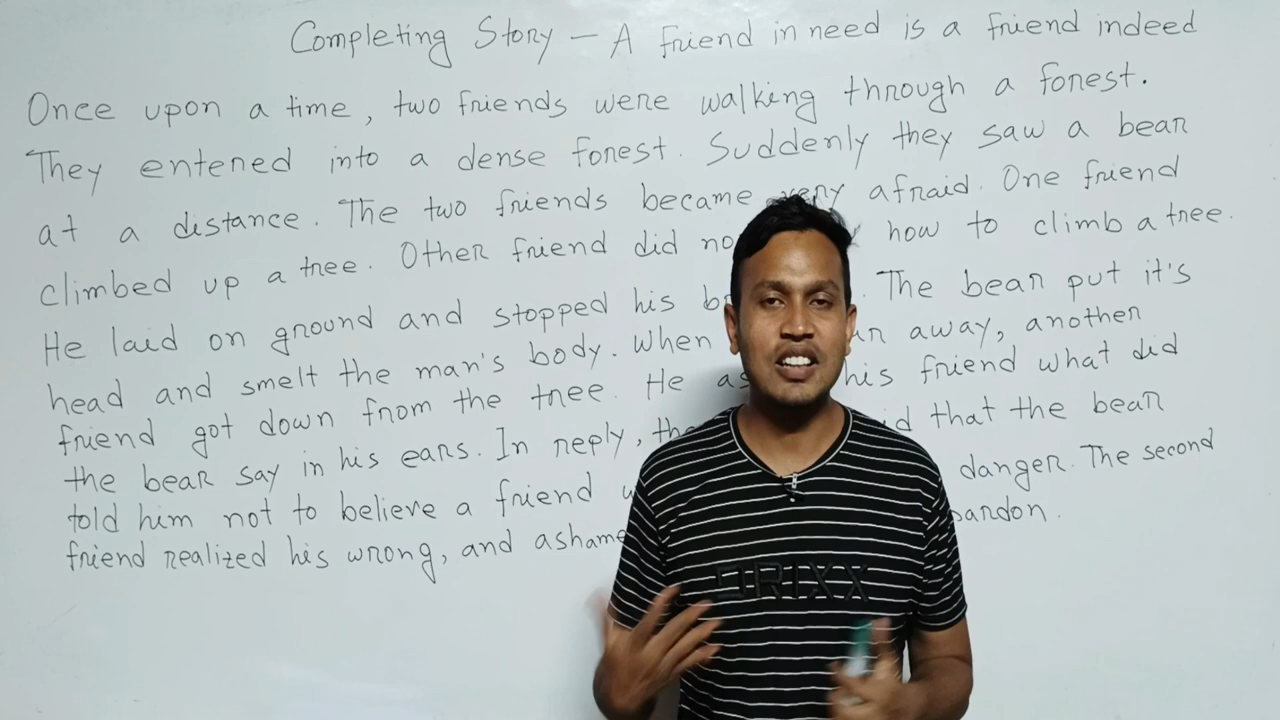 Completing Story - A friend in need is a friend indeed
Once upon a time, two friends were walking through a forest.
They entered into a dense forest. Suddenly they saw a bear
at a distance. The two friends became very afraid. One friend
climbed up a tree. Other friend did how to climb a tree.
He laid on ground and stopped his The bear put it's
head and smelt the man's body. When away, another
friend got down from the tree. He his friend what did
the bear say in his ears. In reply, that the bear
told him not to believe a friend danger. The second
friend realized his wrong, and pardon.
DRIXX